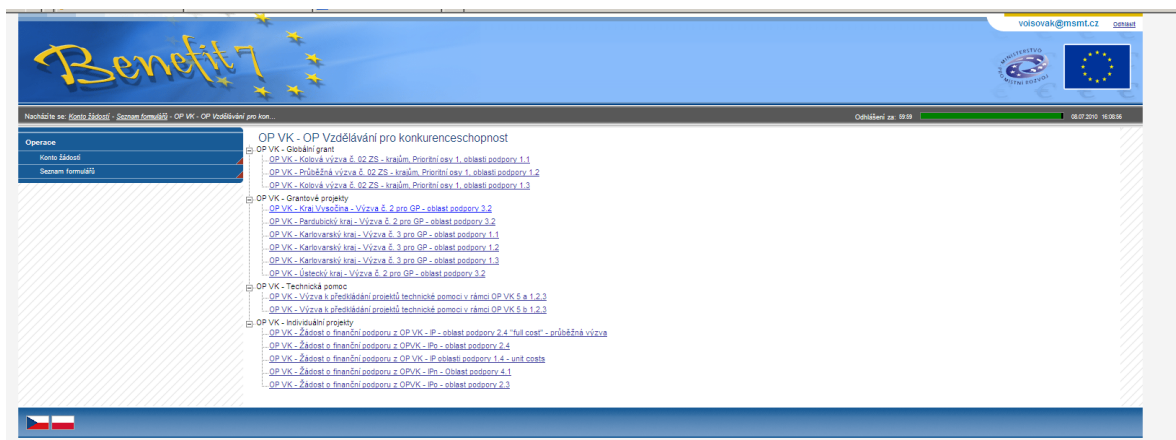 voisovak@msmt.cz Odhlásit
Benefit7
MINISTERSTVO PRO MÍSTNÍ ROZVOJ
Nacházíte se: Konto žádostí - Seznam formulářů - OP VK - OP Vzdělávání pro kon... Odhlášení za: 89:59 08.07.2010 16:08:56
Operace
Konto žádostí
Seznam formulářů
OP VK - OP Vzdělávání pro konkurenceschopnost
OP VK - Globální grant
OP VK - Kolová výzva č. 02 ZS - krajům, Prioritní osy 1, oblasti podpory 1.1
OP VK - Průběžná výzva č. 02 ZS - krajům, Prioritní osy 1, oblasti podpory 1.2
OP VK - Kolová výzva č. 02 ZS - krajům, Prioritní osy 1, oblasti podpory 1.3
OP VK - Grantové projekty
OP VK - Kraj Vysočina - Výzva č. 2 pro GP - oblast podpory 3.2
OP VK - Pardubický kraj - Výzva č. 2 pro GP - oblast podpory 3.2
OP VK - Karlovarský kraj - Výzva č. 3 pro GP - oblast podpory 1.1
OP VK - Karlovarský kraj - Výzva č. 3 pro GP - oblast podpory 1.2
OP VK - Karlovarský kraj - Výzva č. 3 pro GP - oblast podpory 1.3
OP VK - Ústecký kraj - Výzva č. 2 pro GP - oblast podpory 3.2
OP VK - Technická pomoc
OP VK - Výzva k předkládání projektů technické pomoci v rámci OP VK 5 a 1,2,3
OP VK - Výzva k předkládání projektů technické pomoci v rámci OP VK 5 b 1,2,3
OP VK - Individuální projekty
OP VK - Žádost o finanční podporu z OP VK - IP - oblast podpory 2.4 "full cost" - průběžná výzva
OP VK - Žádost o finanční podporu z OPVK - IPo - oblast podpory 2.4
OP VK - Žádost o finanční podporu z OP VK - IP oblasti podpory 1.4 - unit costs
OP VK - Žádost o finanční podporu z OPVK - IPn - Oblast podpory 4.1
OP VK - Žádost o finanční podporu z OPVK - IPo - oblast podpory 2.3